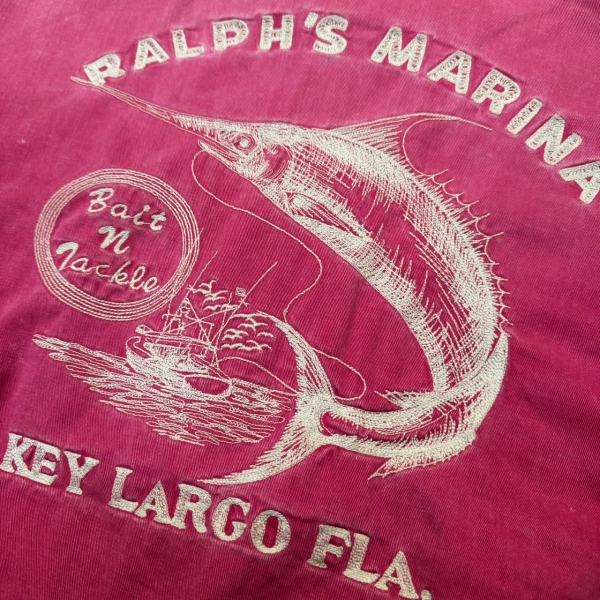 RALPH'S MARINA
Bait
N
Tackle
KEY LARGO FLA.